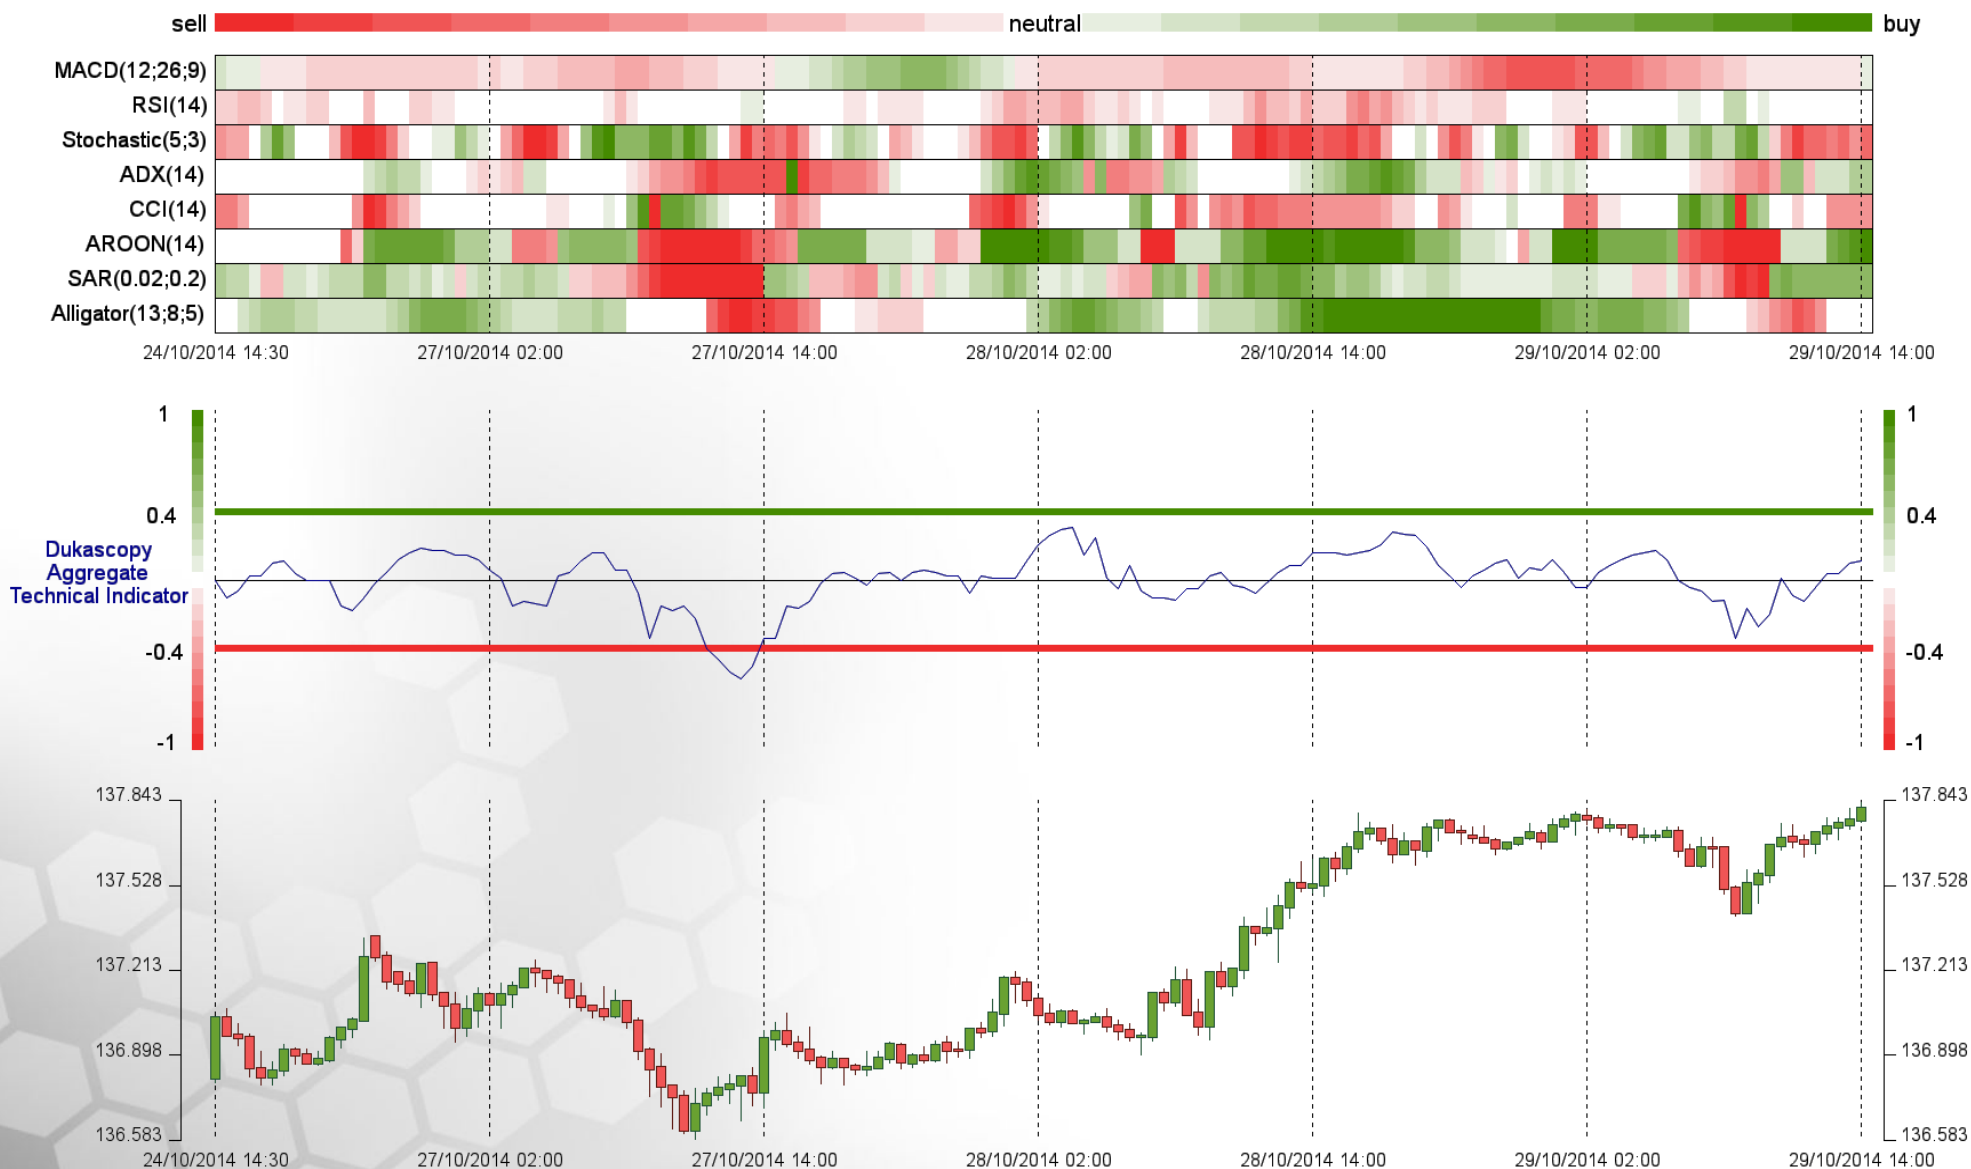 sell neutral buy
MACD(12;26;9)
RSI(14)
Stochastic(5;3)
ADX(14)
CCI(14)
AROON(14)
SAR(0.02;0.2)
Alligator(13;8;5)
24/10/2014 14:30 27/10/2014 02:00 27/10/2014 14:00 28/10/2014 02:00 28/10/2014 14:00 29/10/2014 02:00 29/10/2014 14:00
1 1
0.4 0.4
Dukascopy
Aggregate
Technical Indicator
-0.4 -0.4
-1 -1
137.843 137.843
137.528 137.528
137.213 137.213
136.898 136.898
136.583 136.583
24/10/2014 14:30 27/10/2014 02:00 27/10/2014 14:00 28/10/2014 02:00 28/10/2014 14:00 29/10/2014 02:00 29/10/2014 14:00